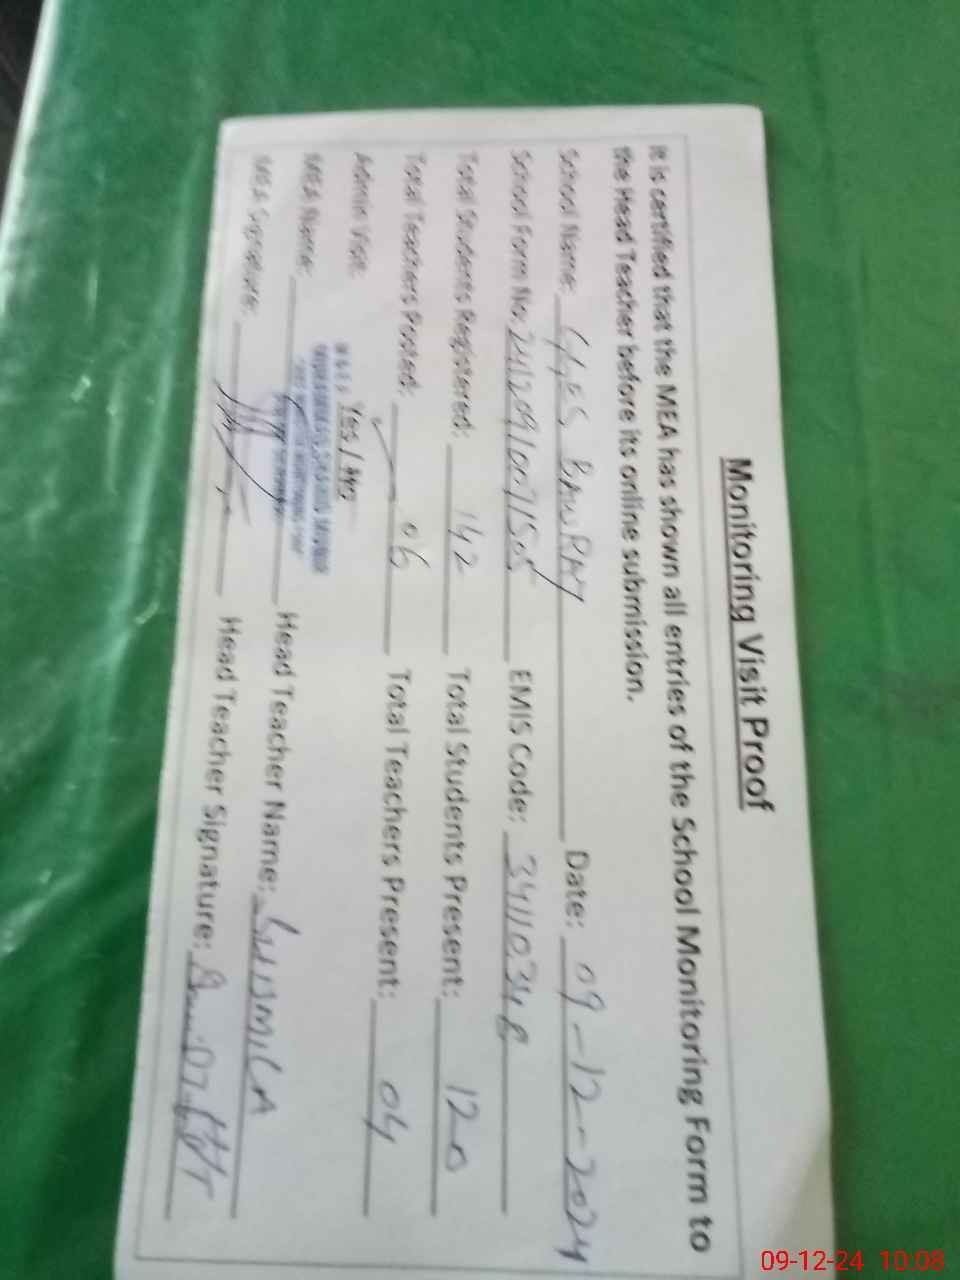 Monitoring Visit Proof
It is certified that the MEA has shown all entries of the School Monitoring Form to
the Head Teacher before its online submission.
School Name: GGES Date: 09-12-2024
School Form No: 24120910071505 EMIS Code: 34110348
Total Students Registered: 142 Total Students Present: 120
Total Teachers Posted: 06 Total Teachers Present: 04
Admin Visit: Yes / No
MEA Name: Head Teacher Name:
MEA Signature: Head Teacher Signature:
09-12-24 10:08